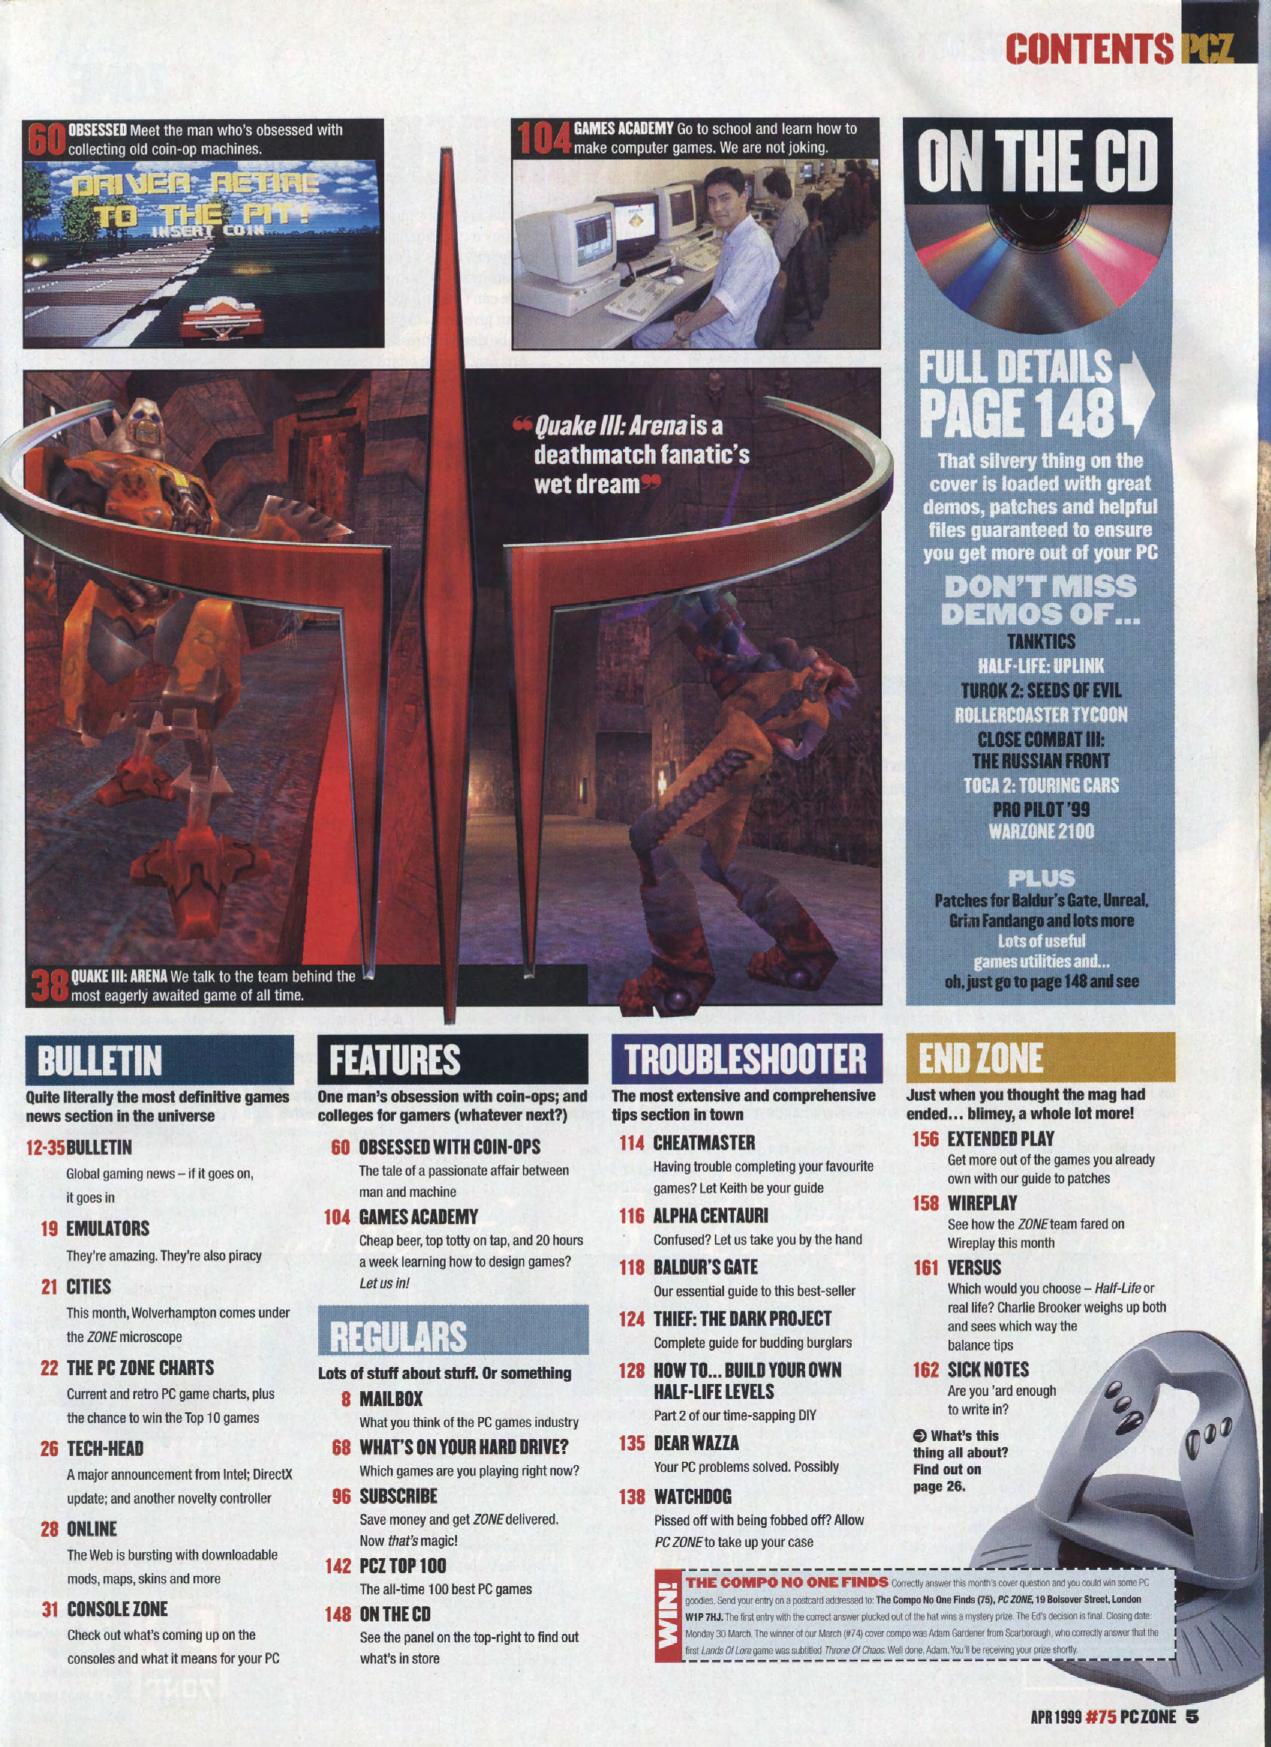 CONTENTS PCZ
60 OBSESSED Meet the man who's obsessed with
collecting old coin-op machines.
DRIVER RETIRE
TO THE PIT!
INSERT COIN
104 GAMES ACADEMY Go to school and learn how to
make computer games. We are not joking.
“Quake III: Arena is a
deathmatch fanatic's
wet dream”
38 QUAKE III: ARENA We talk to the team behind the
most eagerly awaited game of all time.
ON THE CD
FULL DETAILS
PAGE 148
That silvery thing on the
cover is loaded with great
demos, patches and helpful
files guaranteed to ensure
you get more out of your PC
DON'T MISS
DEMOS OF...
TANKTICS
HALF-LIFE: UPLINK
TUROK 2: SEEDS OF EVIL
ROLLERCOASTER TYCOON
CLOSE COMBAT III:
THE RUSSIAN FRONT
TOCA 2: TOURING CARS
PRO PILOT '99
WARZONE 2100
PLUS
Patches for Baldur's Gate, Unreal,
Grim Fandango and lots more
Lots of useful
games utilities and...
oh, just go to page 148 and see
BULLETIN
Quite literally the most definitive games
news section in the universe
12-35 BULLETIN
Global gaming news – if it goes on,
it goes in
19 EMULATORS
They're amazing. They're also piracy
21 CITIES
This month, Wolverhampton comes under
the ZONE microscope
22 THE PC ZONE CHARTS
Current and retro PC game charts, plus
the chance to win the Top 10 games
26 TECH-HEAD
A major announcement from Intel; DirectX
update; and another novelty controller
28 ONLINE
The Web is bursting with downloadable
mods, maps, skins and more
31 CONSOLE ZONE
Check out what's coming up on the
consoles and what it means for your PC
FEATURES
One man's obsession with coin-ops; and
colleges for gamers (whatever next?)
60 OBSESSED WITH COIN-OPS
The tale of a passionate affair between
man and machine
104 GAMES ACADEMY
Cheap beer, top totty on tap, and 20 hours
a week learning how to design games?
Let us in!
REGULARS
Lots of stuff about stuff. Or something
8 MAILBOX
What you think of the PC games industry
68 WHAT'S ON YOUR HARD DRIVE?
Which games are you playing right now?
96 SUBSCRIBE
Save money and get ZONE delivered.
Now that's magic!
142 PCZ TOP 100
The all-time 100 best PC games
148 ON THE CD
See the panel on the top-right to find out
what's in store
TROUBLESHOOTER
The most extensive and comprehensive
tips section in town
114 CHEATMASTER
Having trouble completing your favourite
games? Let Keith be your guide
116 ALPHA CENTAURI
Confused? Let us take you by the hand
118 BALDUR'S GATE
Our essential guide to this best-seller
124 THIEF: THE DARK PROJECT
Complete guide for budding burglars
128 HOW TO... BUILD YOUR OWN
HALF-LIFE LEVELS
Part 2 of our time-sapping DIY
135 DEAR WAZZA
Your PC problems solved. Possibly
138 WATCHDOG
Pissed off with being fobbed off? Allow
PC ZONE to take up your case
END ZONE
Just when you thought the mag had
ended... blimey, a whole lot more!
156 EXTENDED PLAY
Get more out of the games you already
own with our guide to patches
158 WIREPLAY
See how the ZONE team fared on
Wireplay this month
161 VERSUS
Which would you choose – Half-Life or
real life? Charlie Brooker weighs up both
and sees which way the
balance tips
162 SICK NOTES
Are you 'ard enough
to write in?
What's this
thing all about?
Find out on
page 26.
WIN!
THE COMPO NO ONE FINDS Correctly answer this month's cover question and you could win some PC
goodies. Send your entry on a postcard addressed to: The Compo No One Finds (75), PC ZONE, 19 Bolsover Street, London
W1P 7HJ. The first entry with the correct answer plucked out of the hat wins a mystery prize. The Ed's decision is final. Closing date:
Monday 30 March. The winner of our March (#74) cover compo was Adam Gardener from Scarborough, who correctly answer that the
first Lands Of Lore game was subtitled Throne Of Chaos. Well done, Adam. You'll be receiving your prize shortly.
APR 1999 #75 PC ZONE 5